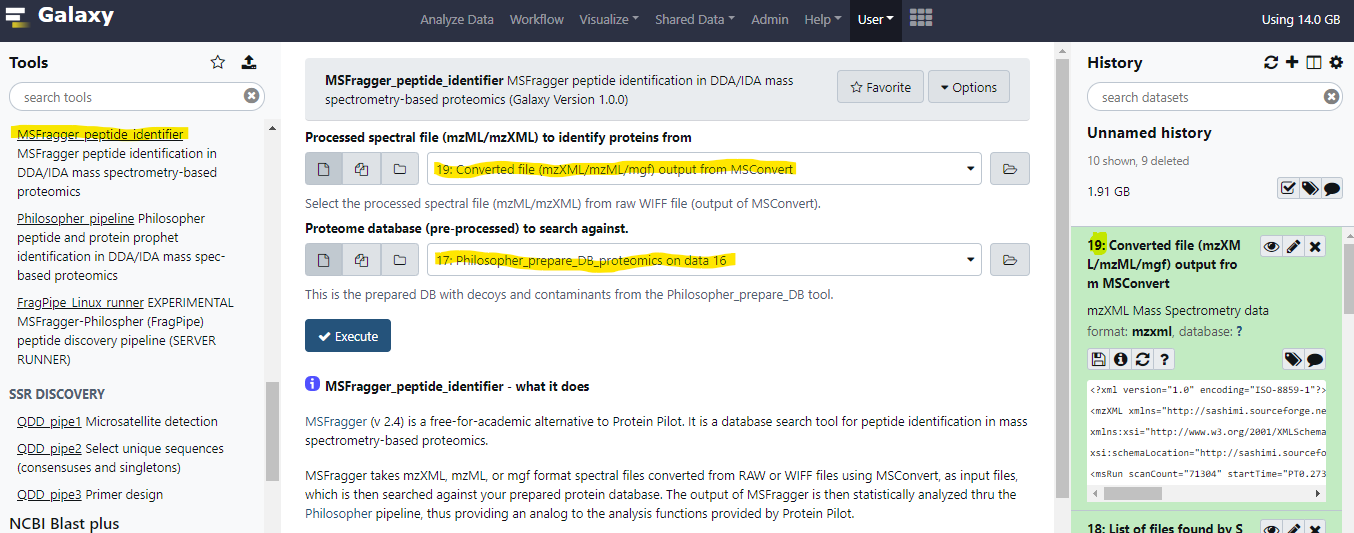 Galaxy
Analyze Data Workflow Visualize Shared Data Admin Help User
Using 14.0 GB
Tools
search tools
MSFragger_peptide_identifier
MSFragger peptide identification in
DDA/IDA mass spectrometry-based
proteomics
Philosopher_pipeline Philosopher
peptide and protein prophet
identification in DDA/IDA mass spec-
based proteomics
FragPipe_Linux_runner EXPERIMENTAL
MSFragger-Philospher (FragPipe)
peptide discovery pipeline (SERVER
RUNNER)
SSR DISCOVERY
QDD_pipe1 Microsatellite detection
QDD_pipe2 Select unique sequences
(consensuses and singletons)
QDD_pipe3 Primer design
NCBI Blast plus
MSFragger_peptide_identifier MSFragger peptide identification in DDA/IDA mass
spectrometry-based proteomics (Galaxy Version 1.0.0)
Favorite
Options
Processed spectral file (mzML/mzXML) to identify proteins from
19: Converted file (mzXML/mzML/mgf) output from MSConvert
Select the processed spectral file (mzML/mzXML) from raw WIFF file (output of MSConvert).
Proteome database (pre-processed) to search against.
17: Philosopher_prepare_DB_proteomics on data 16
This is the prepared DB with decoys and contaminants from the Philosopher_prepare_DB tool.
Execute
MSFragger_peptide_identifier - what it does
MSFragger (v 2.4) is a free-for-academic alternative to Protein Pilot. It is a database search tool for peptide identification in mass
spectrometry-based proteomics.
MSFragger takes mzXML, mzML, or mgf format spectral files converted from RAW or WIFF files using MSConvert, as input files,
which is then searched against your prepared protein database. The output of MSFragger is then statistically analyzed thru the
Philosopher pipeline, thus providing an analog to the analysis functions provided by Protein Pilot.
History
search datasets
Unnamed history
10 shown, 9 deleted
1.91 GB
19: Converted file (mzXM
L/mzML/mgf) output fro
m MSConvert
mzXML Mass Spectrometry data
format: mzxml, database: ?
<?xml version="1.0" encoding="ISO-8859-1"?>
<mzXML xmlns="http://sashimi.sourceforge.ne
xmlns:xsi="http://www.w3.org/2001/XMLSchema
xsi:schemaLocation="http://sashimi.sourcefo
<msRun scanCount="71304" startTime="PT0.273
18: List of files found by S